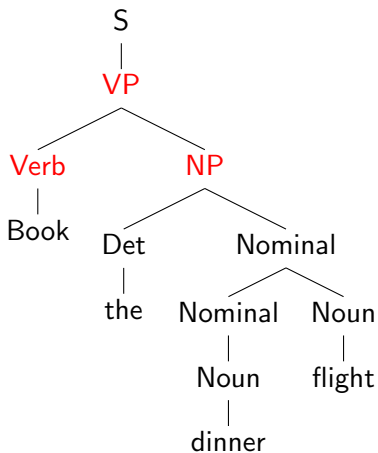 S
VP
Verb NP
Book Det Nominal
the Nominal Noun
Noun flight
dinner